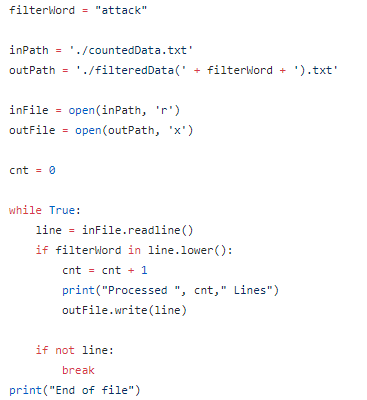 filterWord = "attack"

inPath = './countedData.txt'
outPath = './filteredData(' + filterWord + ').txt'

inFile = open(inPath, 'r')
outFile = open(outPath, 'x')

cnt = 0

while True:
    line = inFile.readline()
    if filterWord in line.lower():
        cnt = cnt + 1
        print("Processed ", cnt," Lines")
        outFile.write(line)

    if not line:
        break
print("End of file")